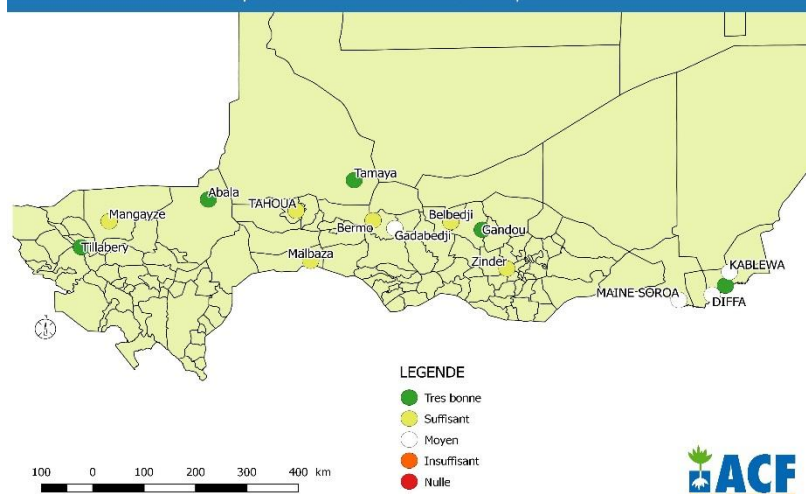 Tamaya
Abala
TAHOUA
Mangayze
Bermo
Belbedji
Gadabedji
Gandou
Tillabery
Malbaza
Zinder
KABLEWA
MAINE-SOROA
DIFFA
LEGENDE
Tres bonne
Suffisant
Moyen
Insuffisant
Nulle
100 0 100 200 300 400 km
ACF